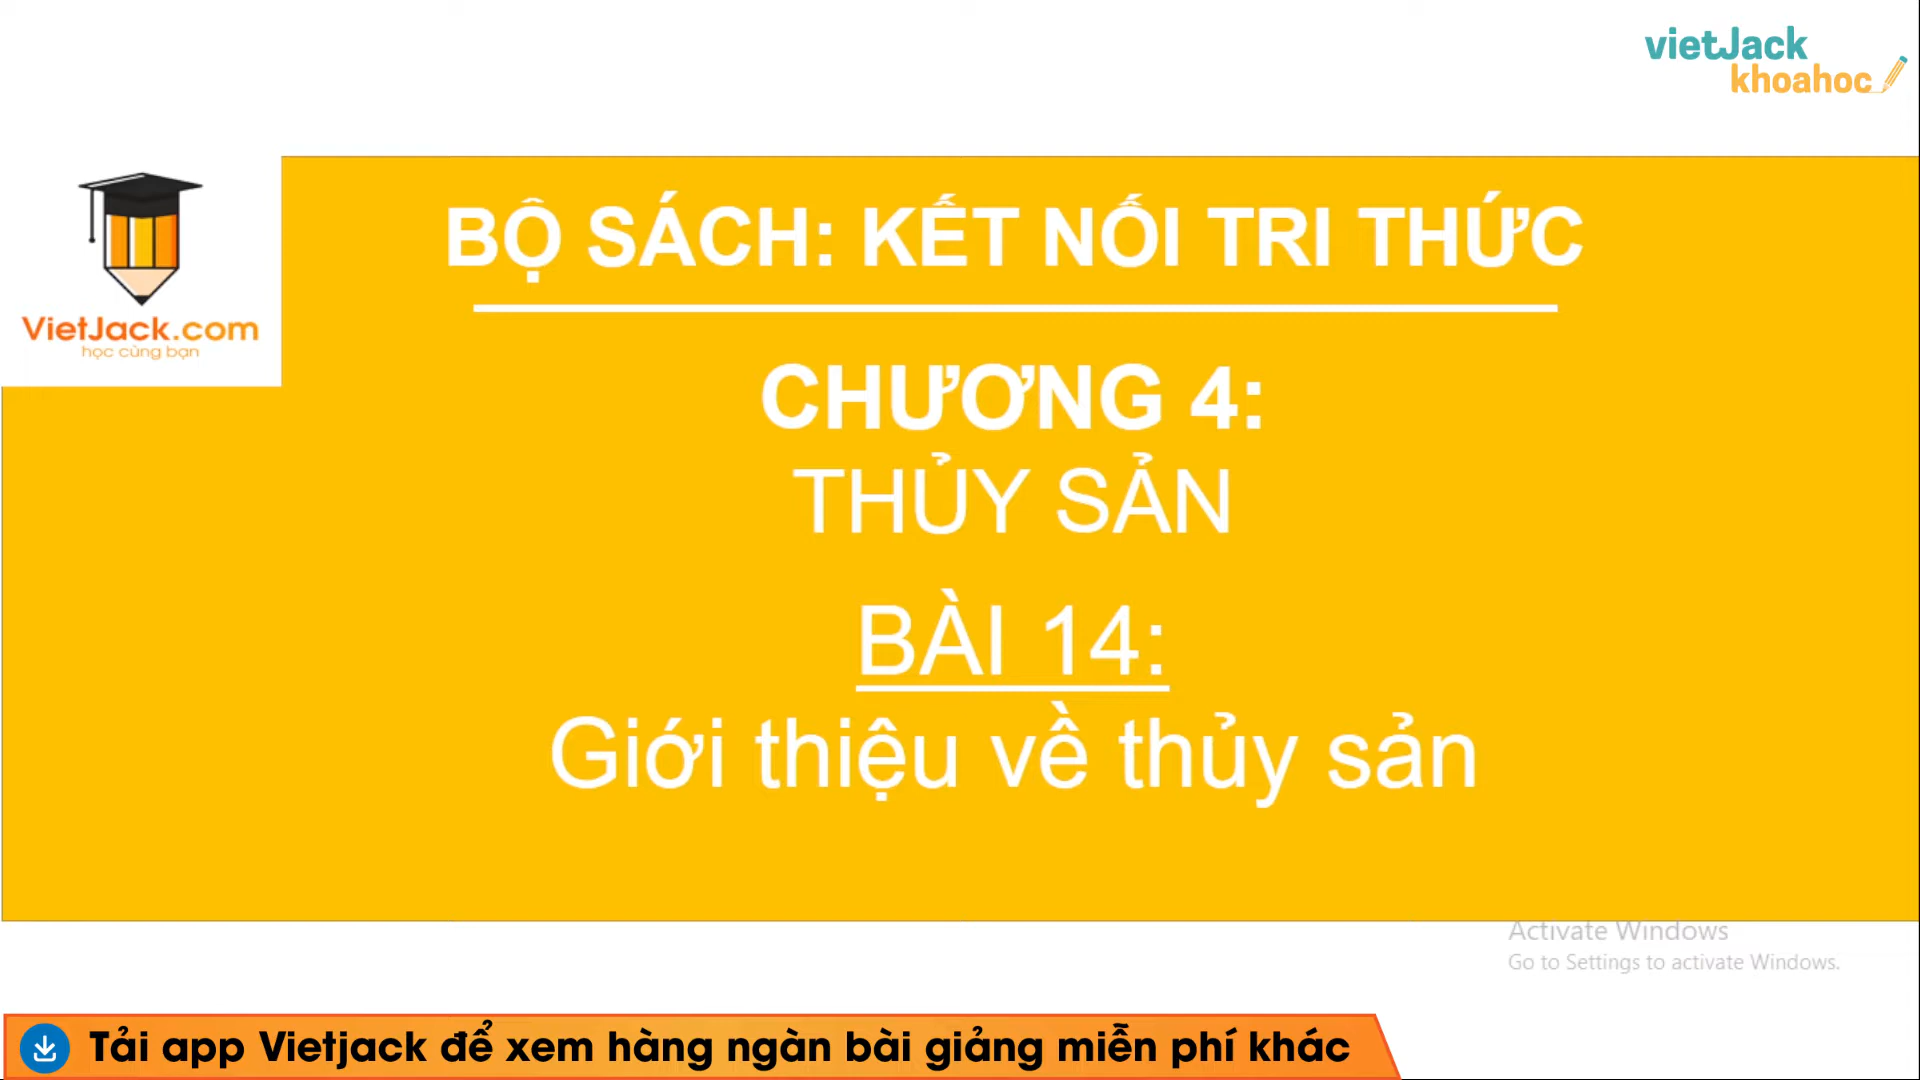 vietJack
khoahoc
VietJack.com
học cùng bạn
BỘ SÁCH: KẾT NỐI TRI THỨC
CHƯƠNG 4:
THỦY SẢN
BÀI 14:
Giới thiệu về thủy sản
Activate Windows
Go to Settings to activate Windows.
Tải app Vietjack để xem hàng ngàn bài giảng miễn phí khác